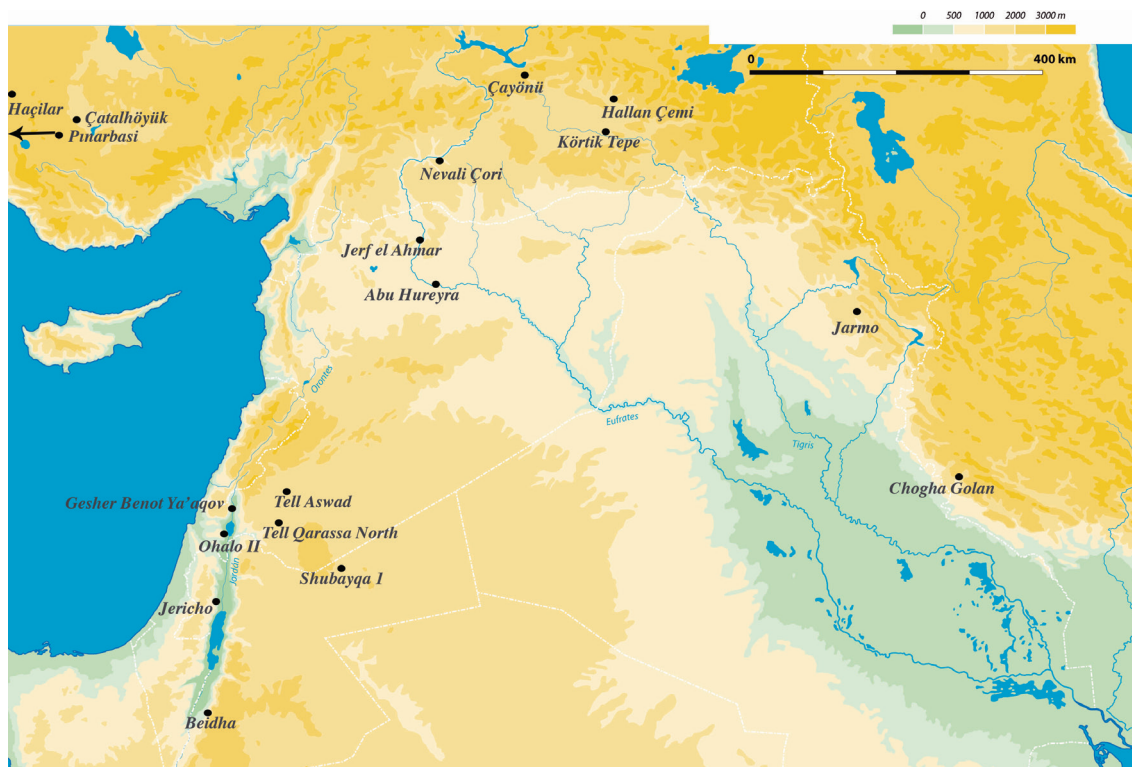 0 500 1000 2000 3000 m
0 400 km
Çayönü
Haçilar
Hallan Çemi
Çatalhöyük
Pınarbasi
Körtik Tepe
Nevali Çori
Jerf el Ahmar
Abu Hureyra
Jarmo
Orontes
Eufrates
Tigris
Chogha Golan
Gesher Benot Ya'aqov
Tell Aswad
Tell Qarassa North
Ohalo II
Jordán
Shubayqa 1
Jericho
Beidha